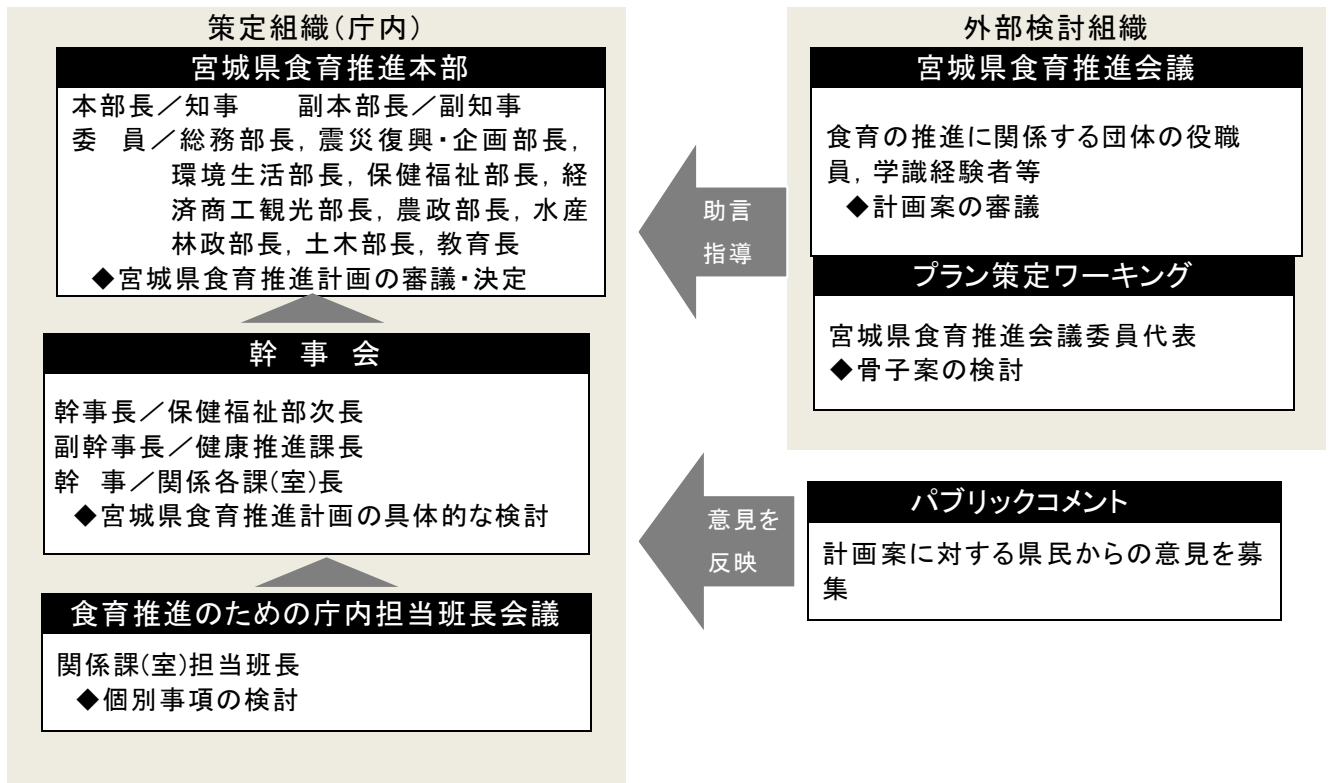 策定組織(庁内)
宮城県食育推進本部
本部長／知事　　副本部長／副知事
委　員／総務部長, 震災復興・企画部長,
環境生活部長, 保健福祉部長, 経
済商工観光部長, 農政部長, 水産
林政部長, 土木部長, 教育長
◆宮城県食育推進計画の審議・決定
幹　事　会
幹事長／保健福祉部次長
副幹事長／健康推進課長
幹　事／関係各課(室)長
◆宮城県食育推進計画の具体的な検討
食育推進のための庁内担当班長会議
関係課(室)担当班長
◆個別事項の検討
助言
指導
意見を
反映
外部検討組織
宮城県食育推進会議
食育の推進に関係する団体の役職
員, 学識経験者等
◆計画案の審議
プラン策定ワーキング
宮城県食育推進会議委員代表
◆骨子案の検討
パブリックコメント
計画案に対する県民からの意見を募
集